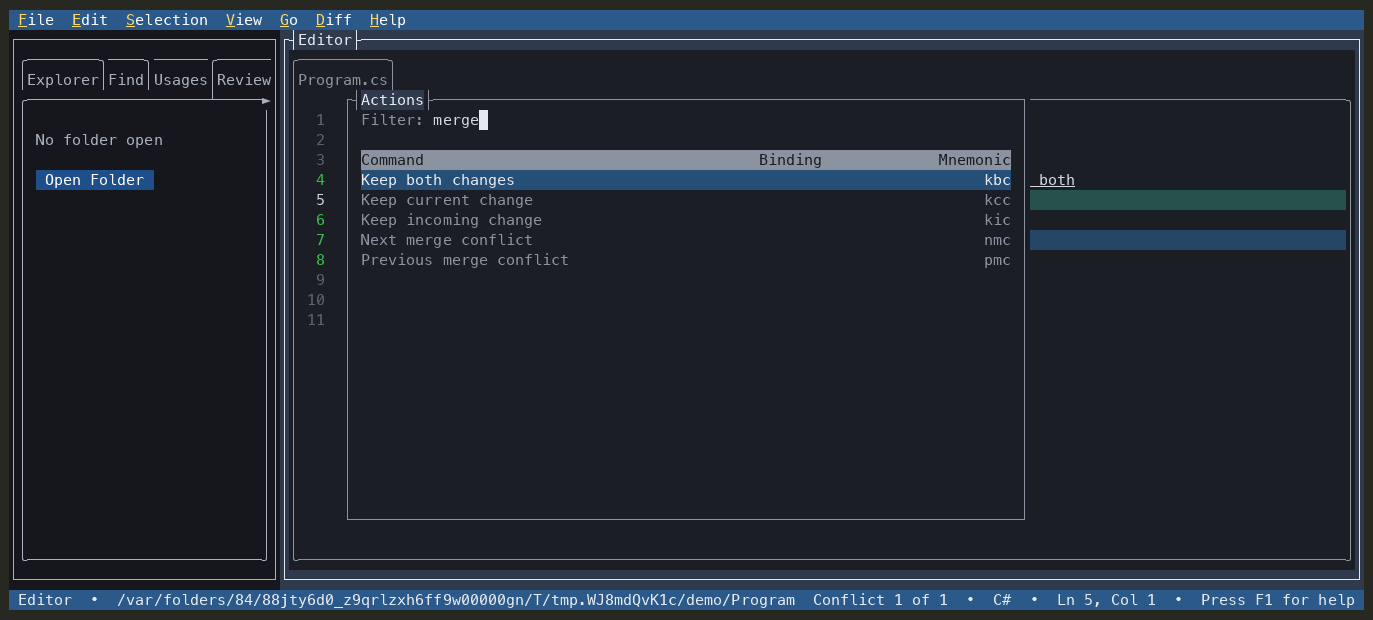 File Edit Selection View Go Diff Help
Editor
Explorer Find Usages Review
Program.cs
Actions
1 Filter: merge
2
3 Command Binding Mnemonic
4 Keep both changes kbc both
5 Keep current change kcc
6 Keep incoming change kic
7 Next merge conflict nmc
8 Previous merge conflict pmc
9
10
11
No folder open
Open Folder
Editor • /var/folders/84/88jty6d0_z9qrlzxh6ff9w00000gn/T/tmp.WJ8mdQvK1c/demo/Program Conflict 1 of 1 • C# • Ln 5, Col 1 • Press F1 for help